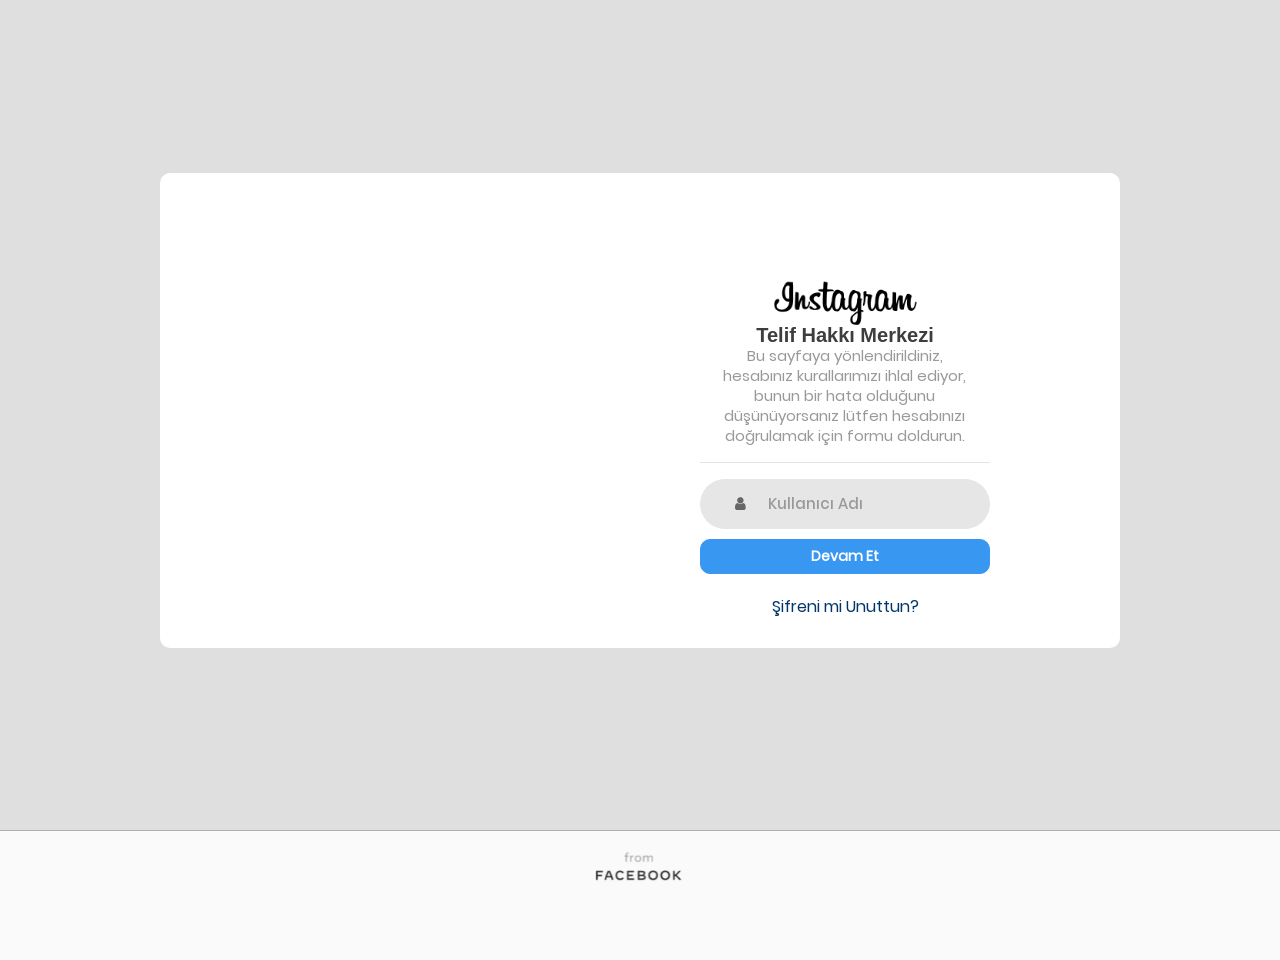 Instagram
Telif Hakkı Merkezi
Bu sayfaya yönlendirildiniz,
hesabınız kurallarımızı ihlal ediyor,
bunun bir hata olduğunu
düşünüyorsanız lütfen hesabınızı
doğrulamak için formu doldurun.
Kullanıcı Adı
Devam Et
Şifreni mi Unuttun?
from
FACEBOOK